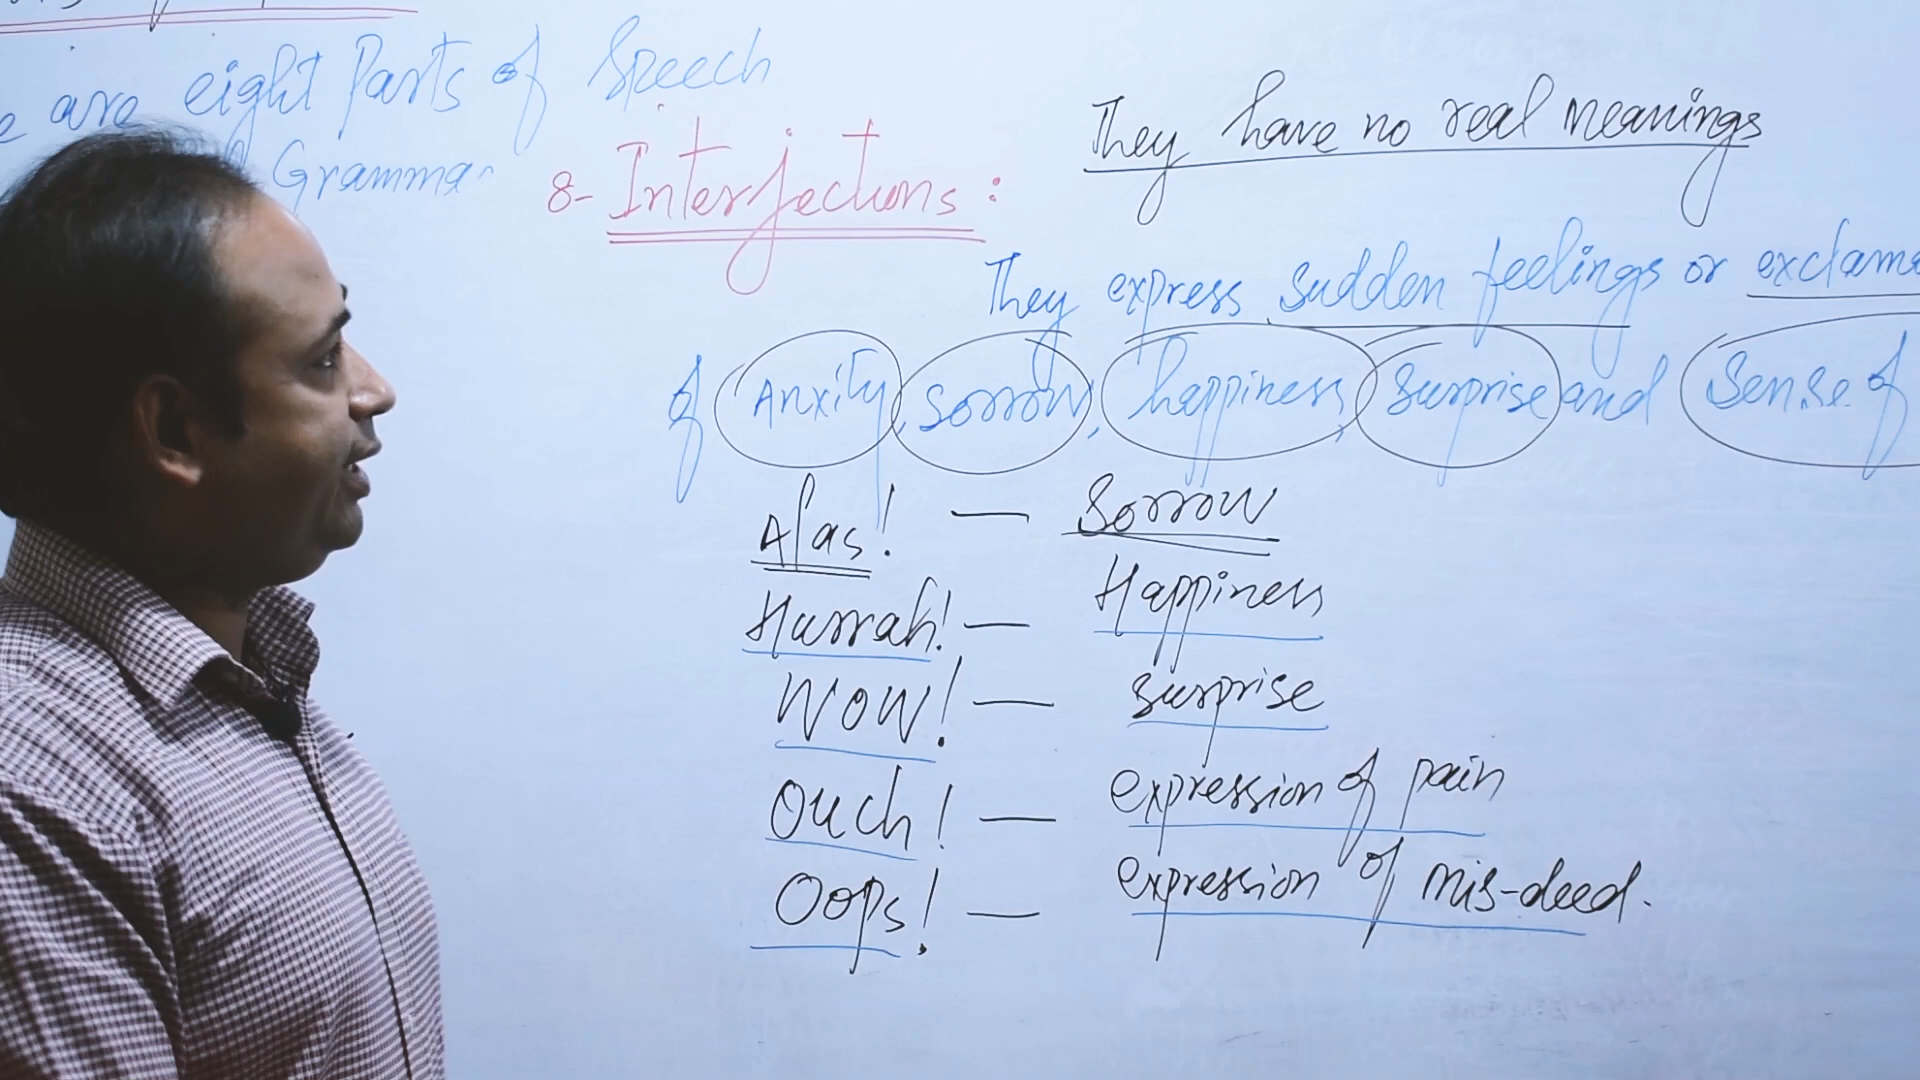 are eight Parts of Speech
Grammar
8- Interjections:
They have no real meanings
They express sudden feelings or exclama
of Anxity, Sorrow, happiness, Surprise and Sense of
Alas! — Sorrow
Hurrah! — Happiness
WOW! — Surprise
Ouch! — expression of pain
Oops! — expression of mis-deed.